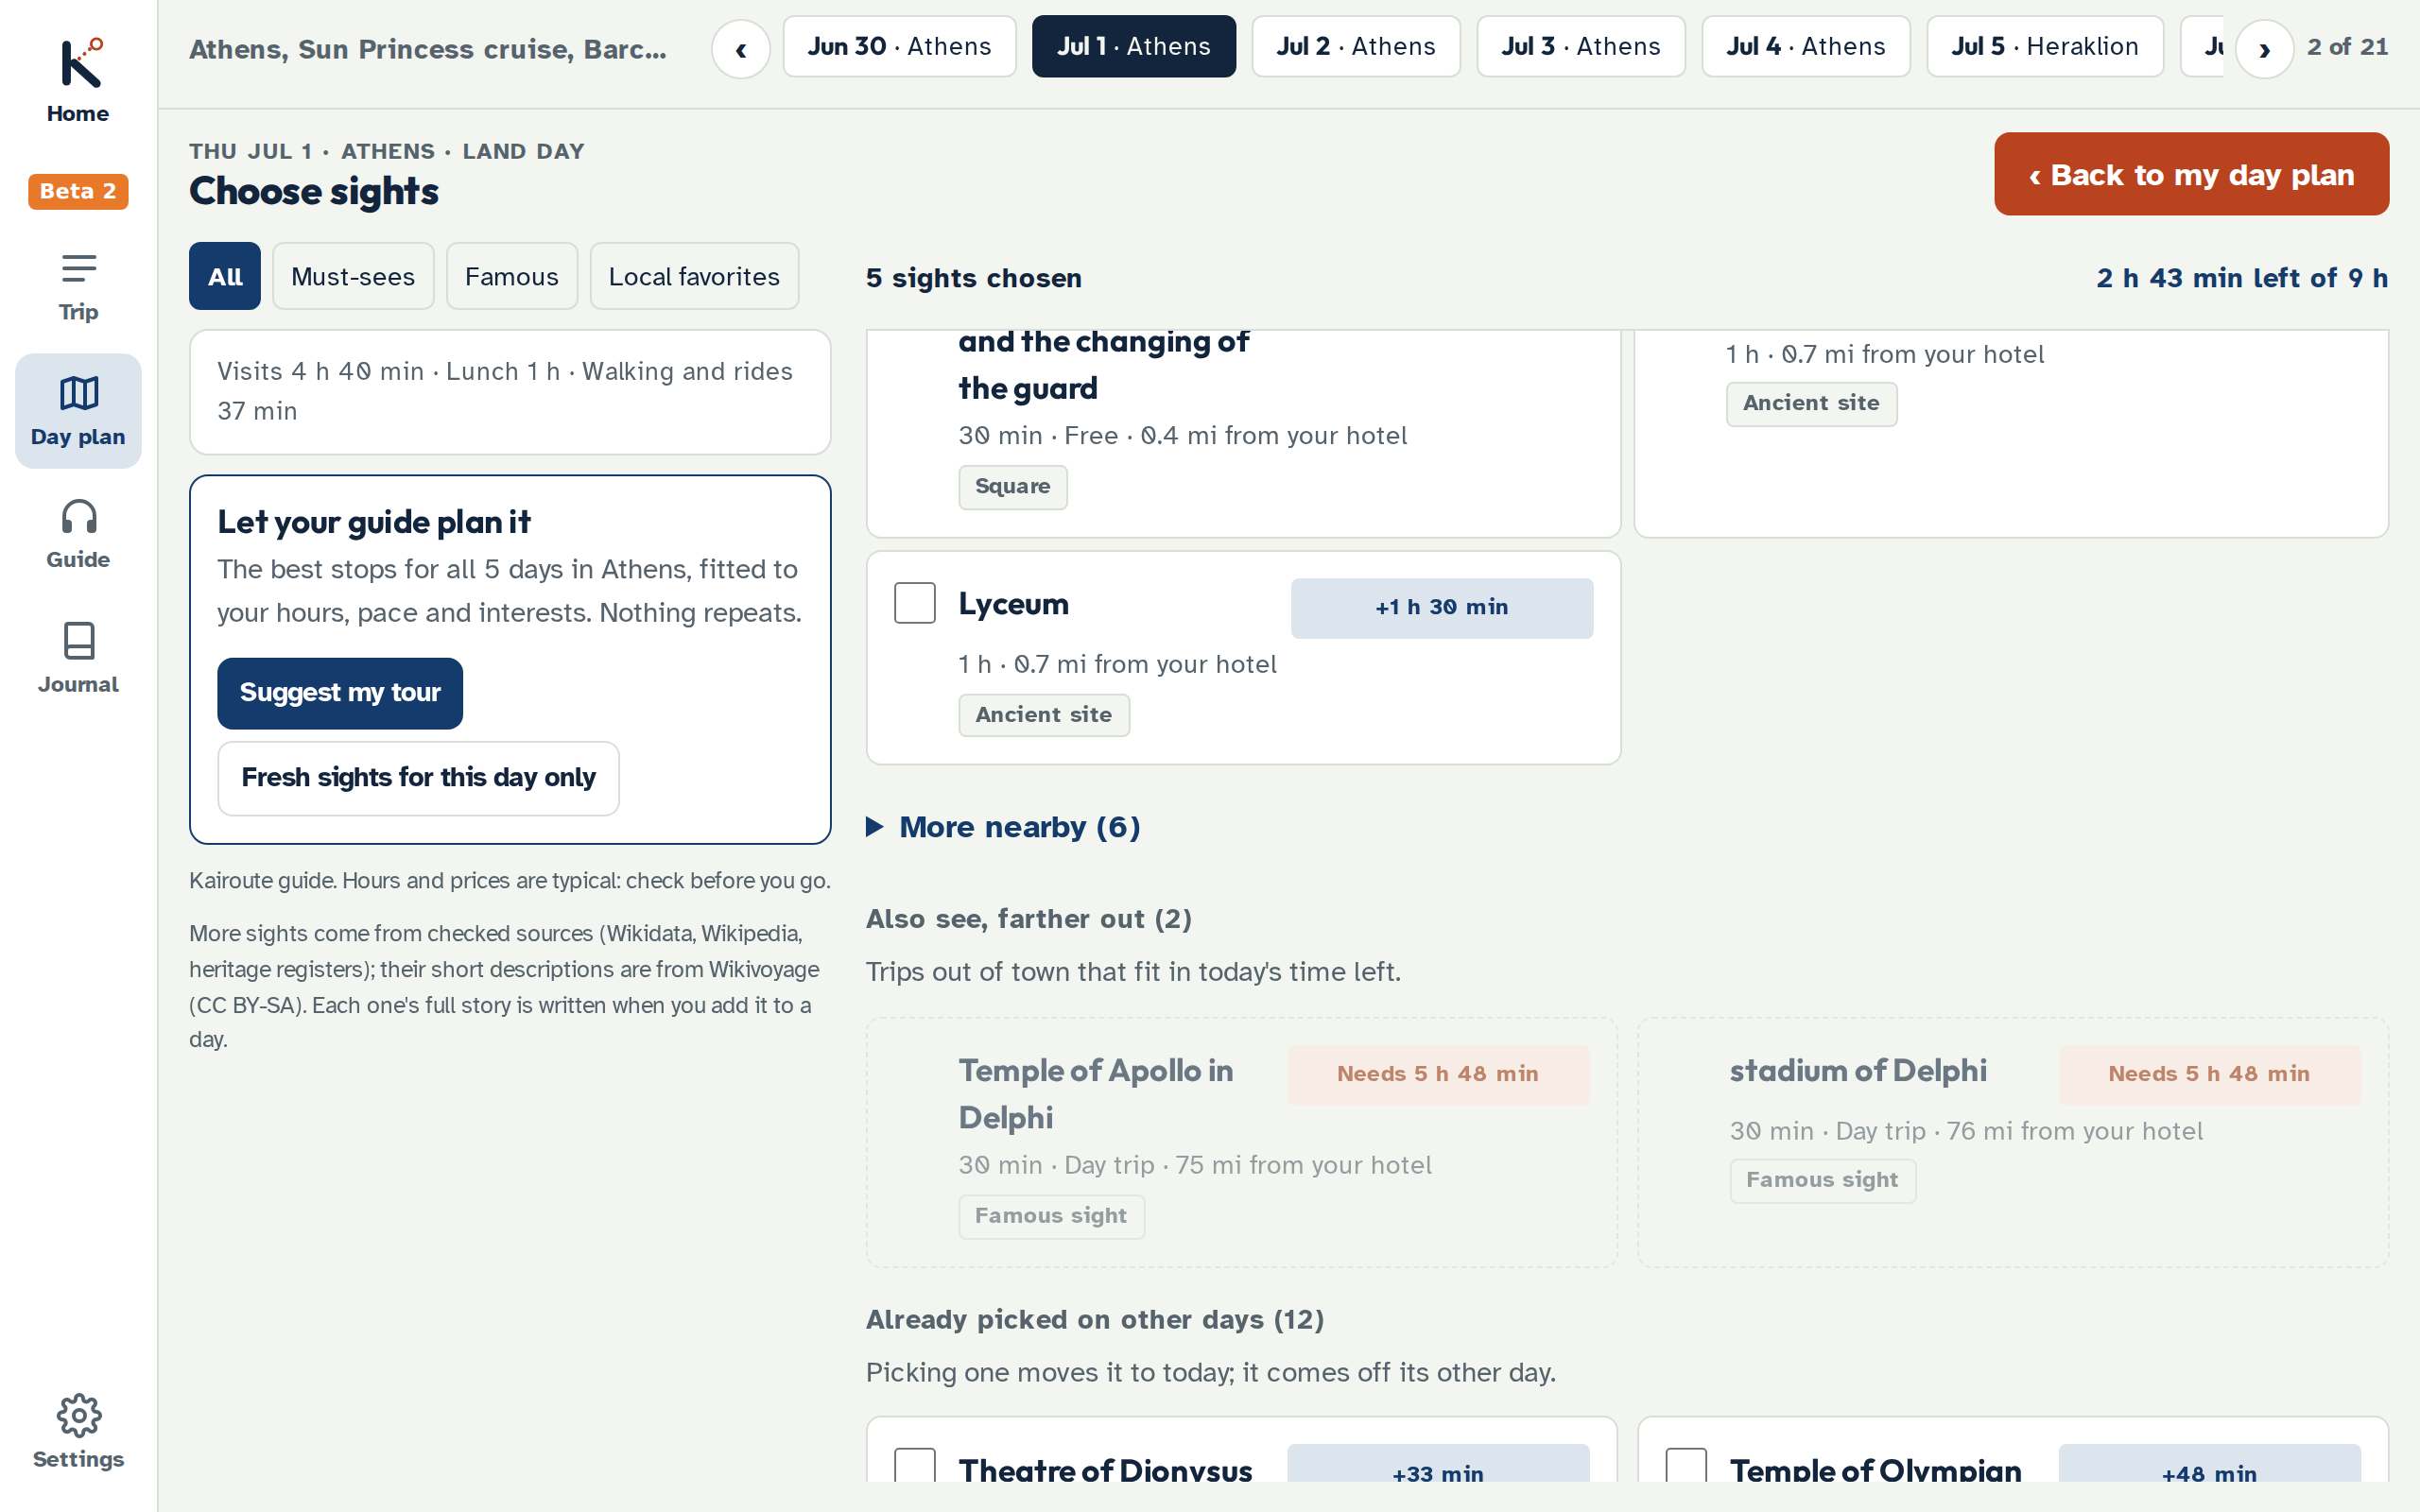 Home
Beta 2
Trip
Day plan
Guide
Journal
Settings
Athens, Sun Princess cruise, Barc…
‹
Jun 30 · Athens
Jul 1 · Athens
Jul 2 · Athens
Jul 3 · Athens
Jul 4 · Athens
Jul 5 · Heraklion
›
2 of 21
THU JUL 1 · ATHENS · LAND DAY
Choose sights
‹ Back to my day plan
All
Must-sees
Famous
Local favorites
Visits 4 h 40 min · Lunch 1 h · Walking and rides
37 min
Let your guide plan it
The best stops for all 5 days in Athens, fitted to
your hours, pace and interests. Nothing repeats.
Suggest my tour
Fresh sights for this day only
Kairoute guide. Hours and prices are typical: check before you go.
More sights come from checked sources (Wikidata, Wikipedia,
heritage registers); their short descriptions are from Wikivoyage
(CC BY-SA). Each one's full story is written when you add it to a
day.
5 sights chosen
2 h 43 min left of 9 h
and the changing of
the guard
30 min · Free · 0.4 mi from your hotel
Square
1 h · 0.7 mi from your hotel
Ancient site
Lyceum
+1 h 30 min
1 h · 0.7 mi from your hotel
Ancient site
More nearby (6)
Also see, farther out (2)
Trips out of town that fit in today's time left.
Temple of Apollo in
Delphi
Needs 5 h 48 min
30 min · Day trip · 75 mi from your hotel
Famous sight
stadium of Delphi
Needs 5 h 48 min
30 min · Day trip · 76 mi from your hotel
Famous sight
Already picked on other days (12)
Picking one moves it to today; it comes off its other day.
Theatre of Dionysus
+33 min
Temple of Olympian
+48 min